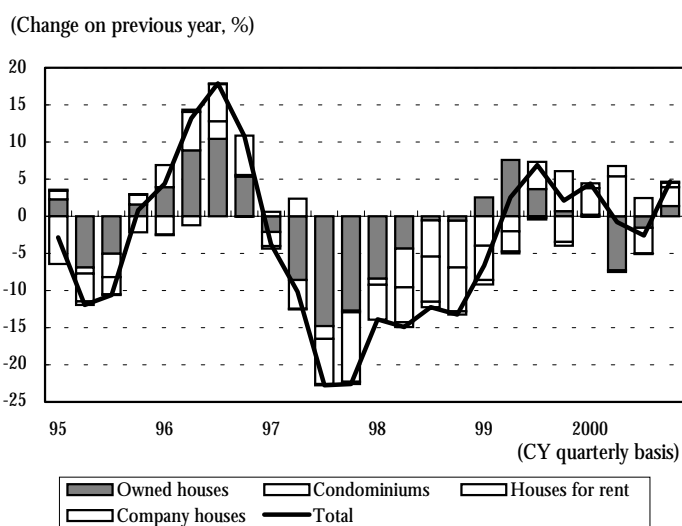 (Change on previous year, %)
20
15
10
5
0
-5
-10
-15
-20
-25
95 96 97 98 99 2000
(CY quarterly basis)
Owned houses Condominiums Houses for rent
Company houses Total